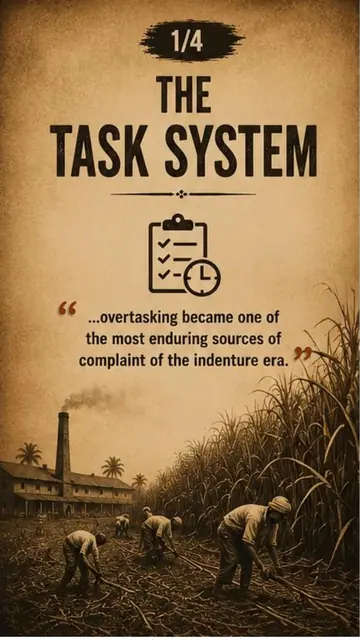 1/4
THE
TASK SYSTEM
“ ...overtasking became one of
the most enduring sources of
complaint of the indenture era. ”